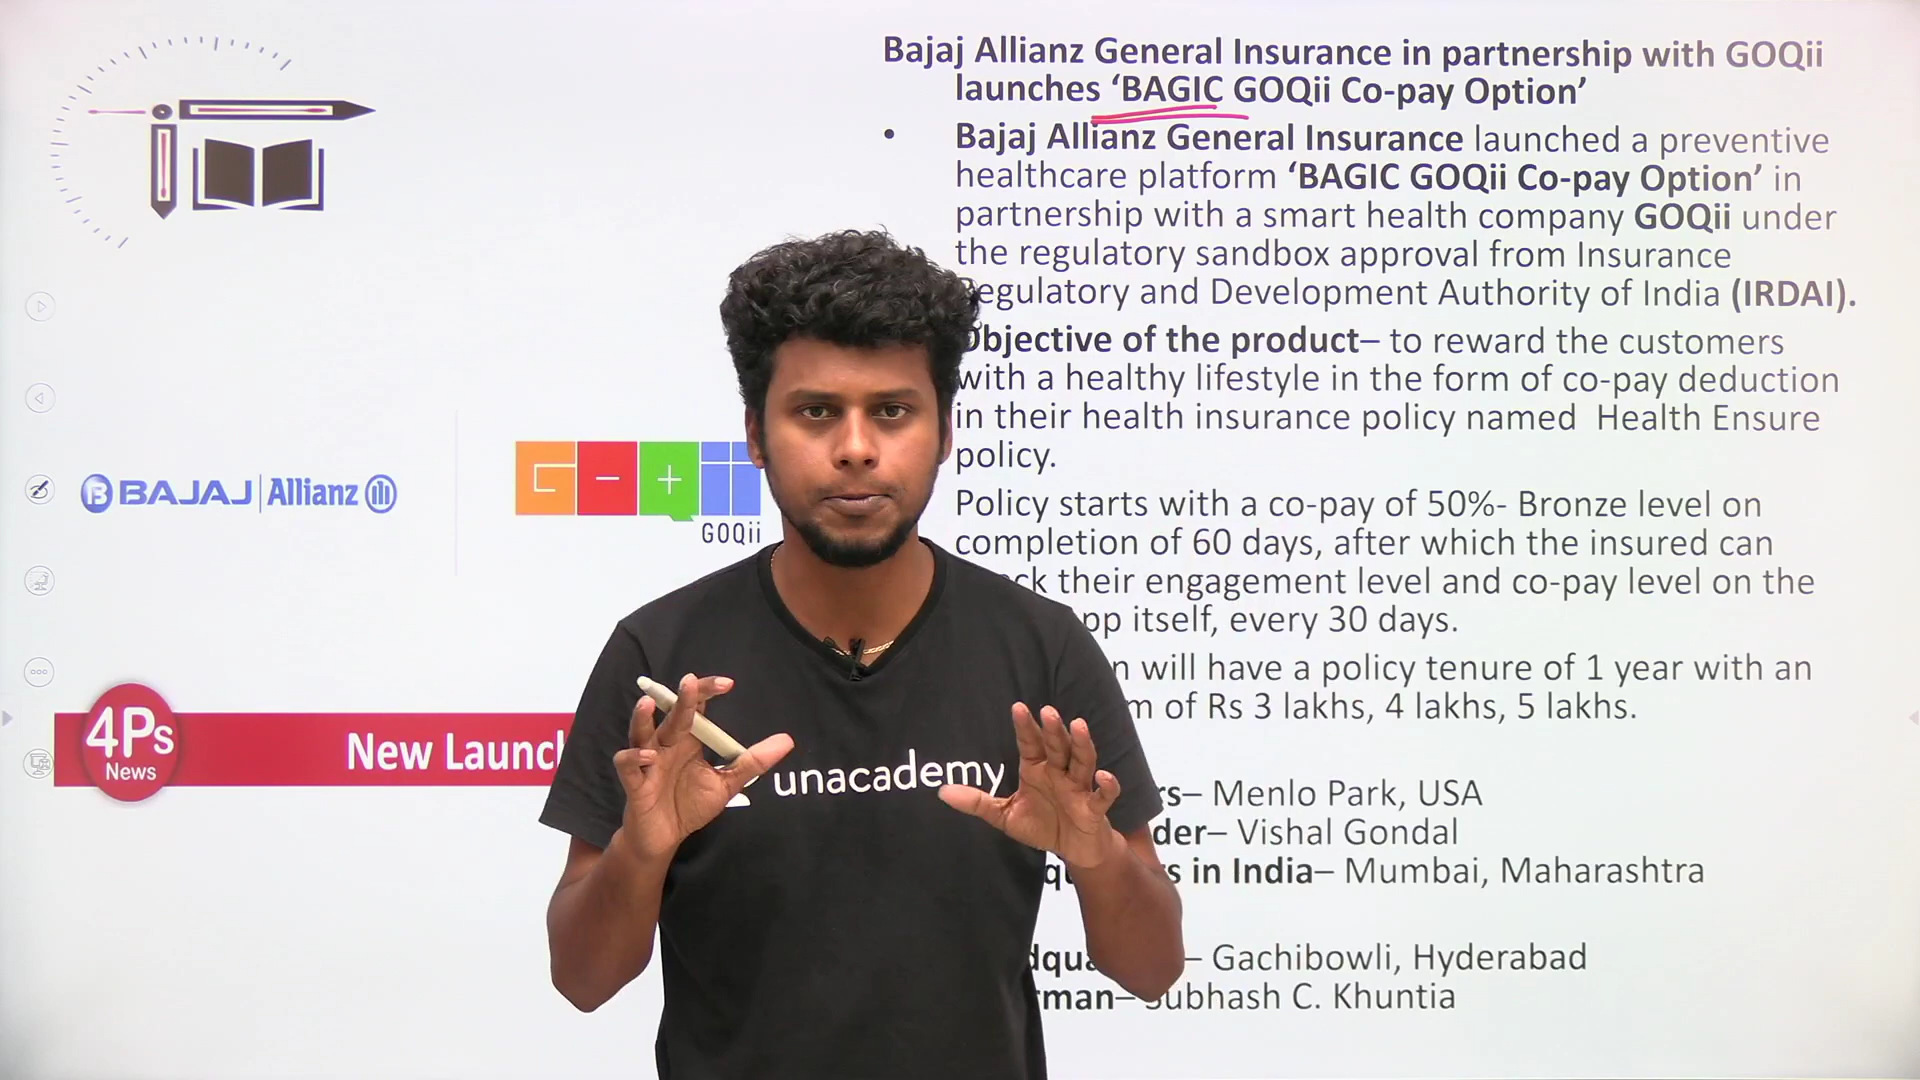 Bajaj Allianz General Insurance in partnership with GOQii
launches ‘BAGIC GOQii Co-pay Option’
• Bajaj Allianz General Insurance launched a preventive
healthcare platform ‘BAGIC GOQii Co-pay Option’ in
partnership with a smart health company GOQii under
the regulatory sandbox approval from Insurance
Regulatory and Development Authority of India (IRDAI).
Objective of the product– to reward the customers
with a healthy lifestyle in the form of co-pay deduction
in their health insurance policy named Health Ensure
policy.
Policy starts with a co-pay of 50%- Bronze level on
completion of 60 days, after which the insured can
their engagement level and co-pay level on the
itself, every 30 days.
will have a policy tenure of 1 year with an
of Rs 3 lakhs, 4 lakhs, 5 lakhs.
– Menlo Park, USA
– Vishal Gondal
in India– Mumbai, Maharashtra
– Gachibowli, Hyderabad
– Subhash C. Khuntia
BAJAJ Allianz
GOQii
GOQii
4Ps
News
New Launch
unacademy